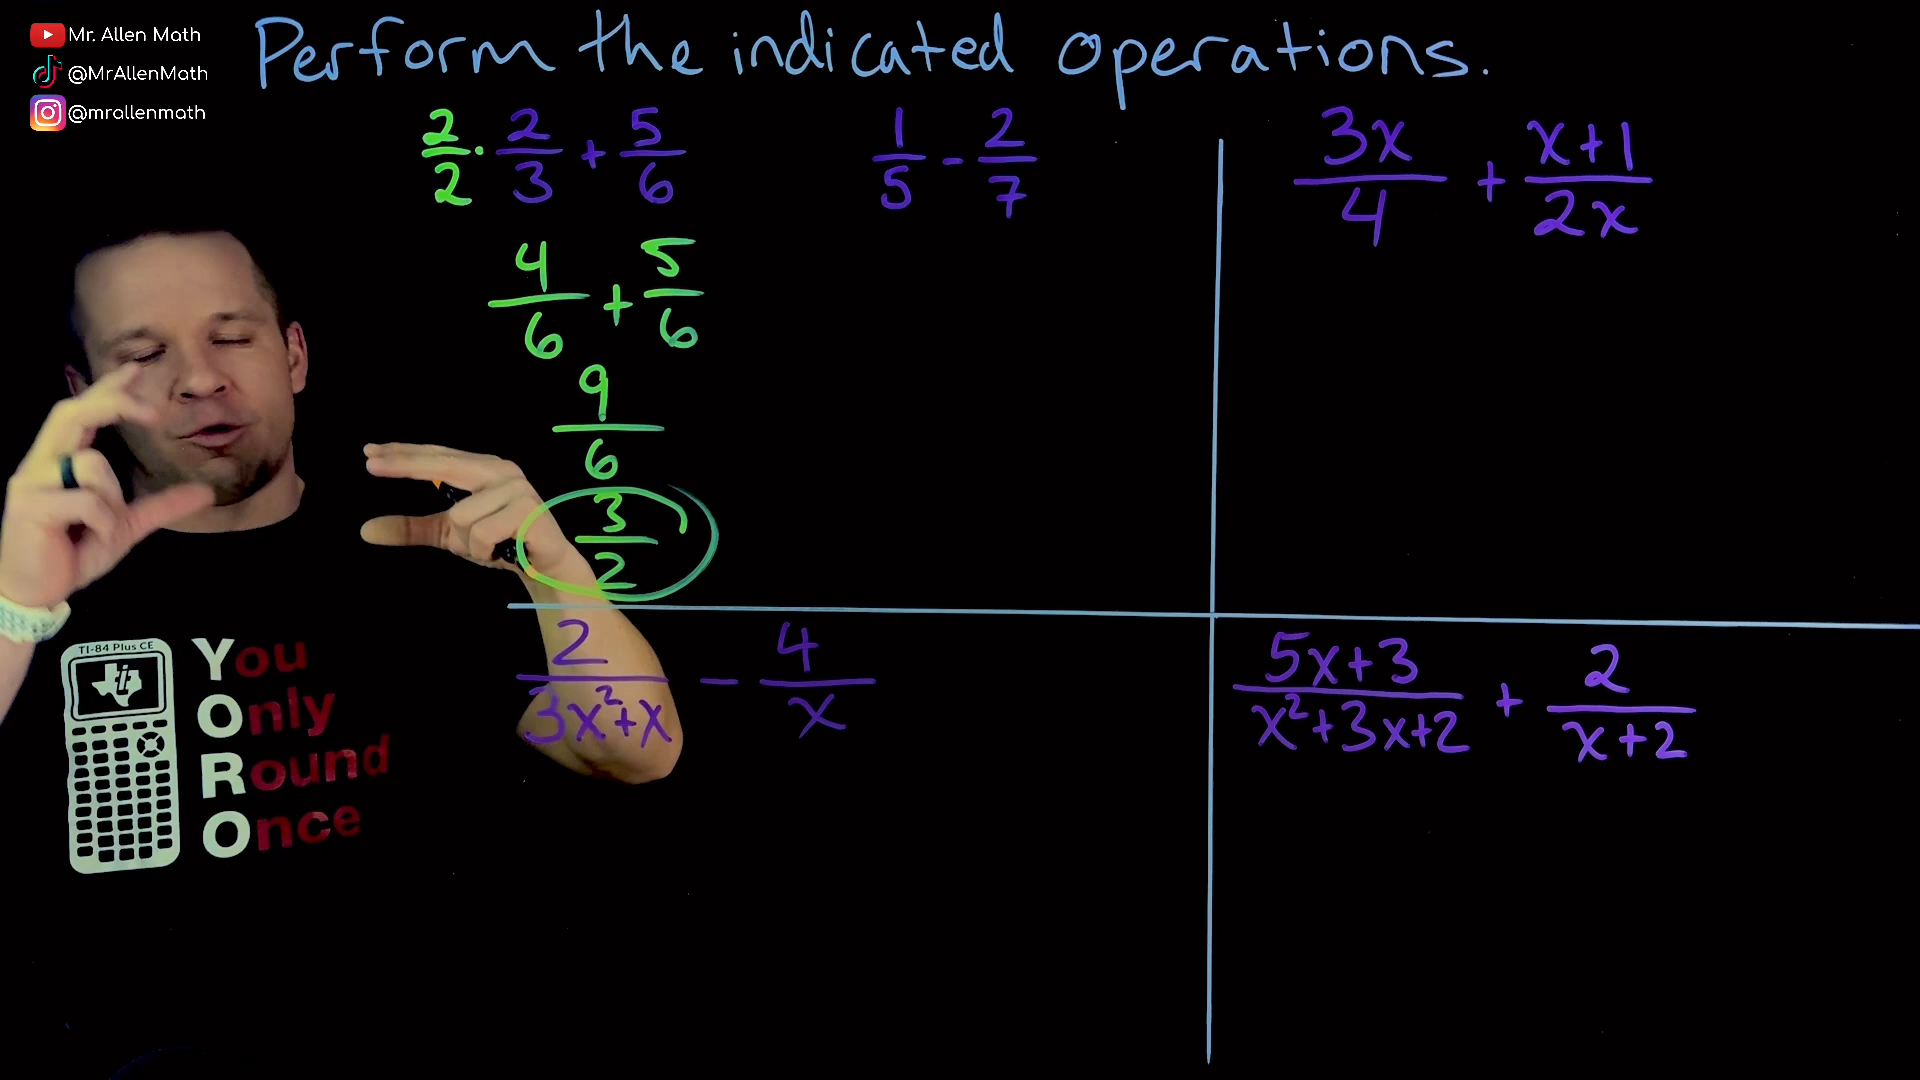 Mr. Allen Math
@MrAllenMath
@mrallenmath
Perform the indicated operations.
2/2 · 2/3 + 5/6
4/6 + 5/6
9/6
3/2
1/5 - 2/7
3x/4 + x+1/2x
2/3x²+x - 4/x
5x+3/x²+3x+2 + 2/x+2
TI-84 Plus CE
You
Only
Round
Once